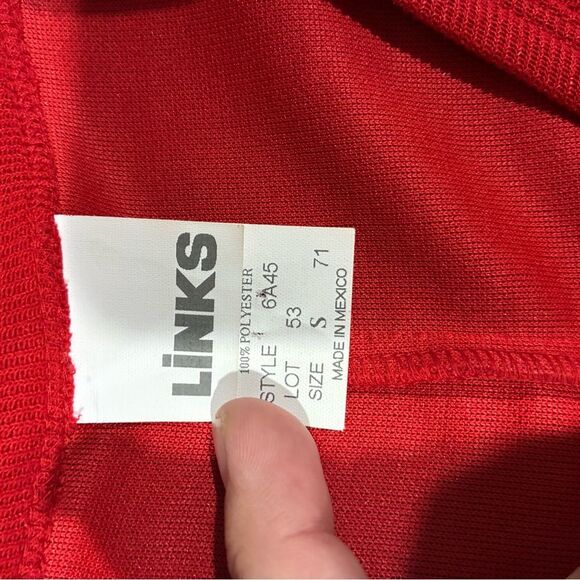 LiNKS
100% POLYESTER
STYLE 6A45
LOT 53
SIZE S 71
MADE IN MEXICO